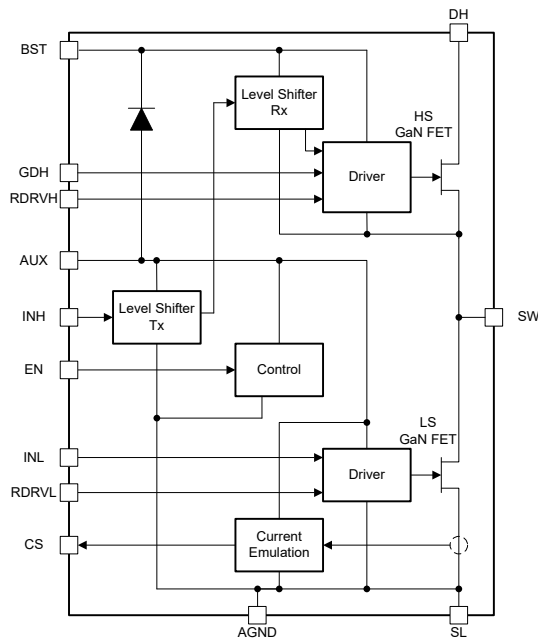 DH
BST
Level Shifter
Rx
HS
GaN FET
GDH
Driver
RDRVH
AUX
INH
Level Shifter
Tx
SW
EN
Control
LS
GaN FET
INL
Driver
RDRVL
CS
Current
Emulation
AGND
SL